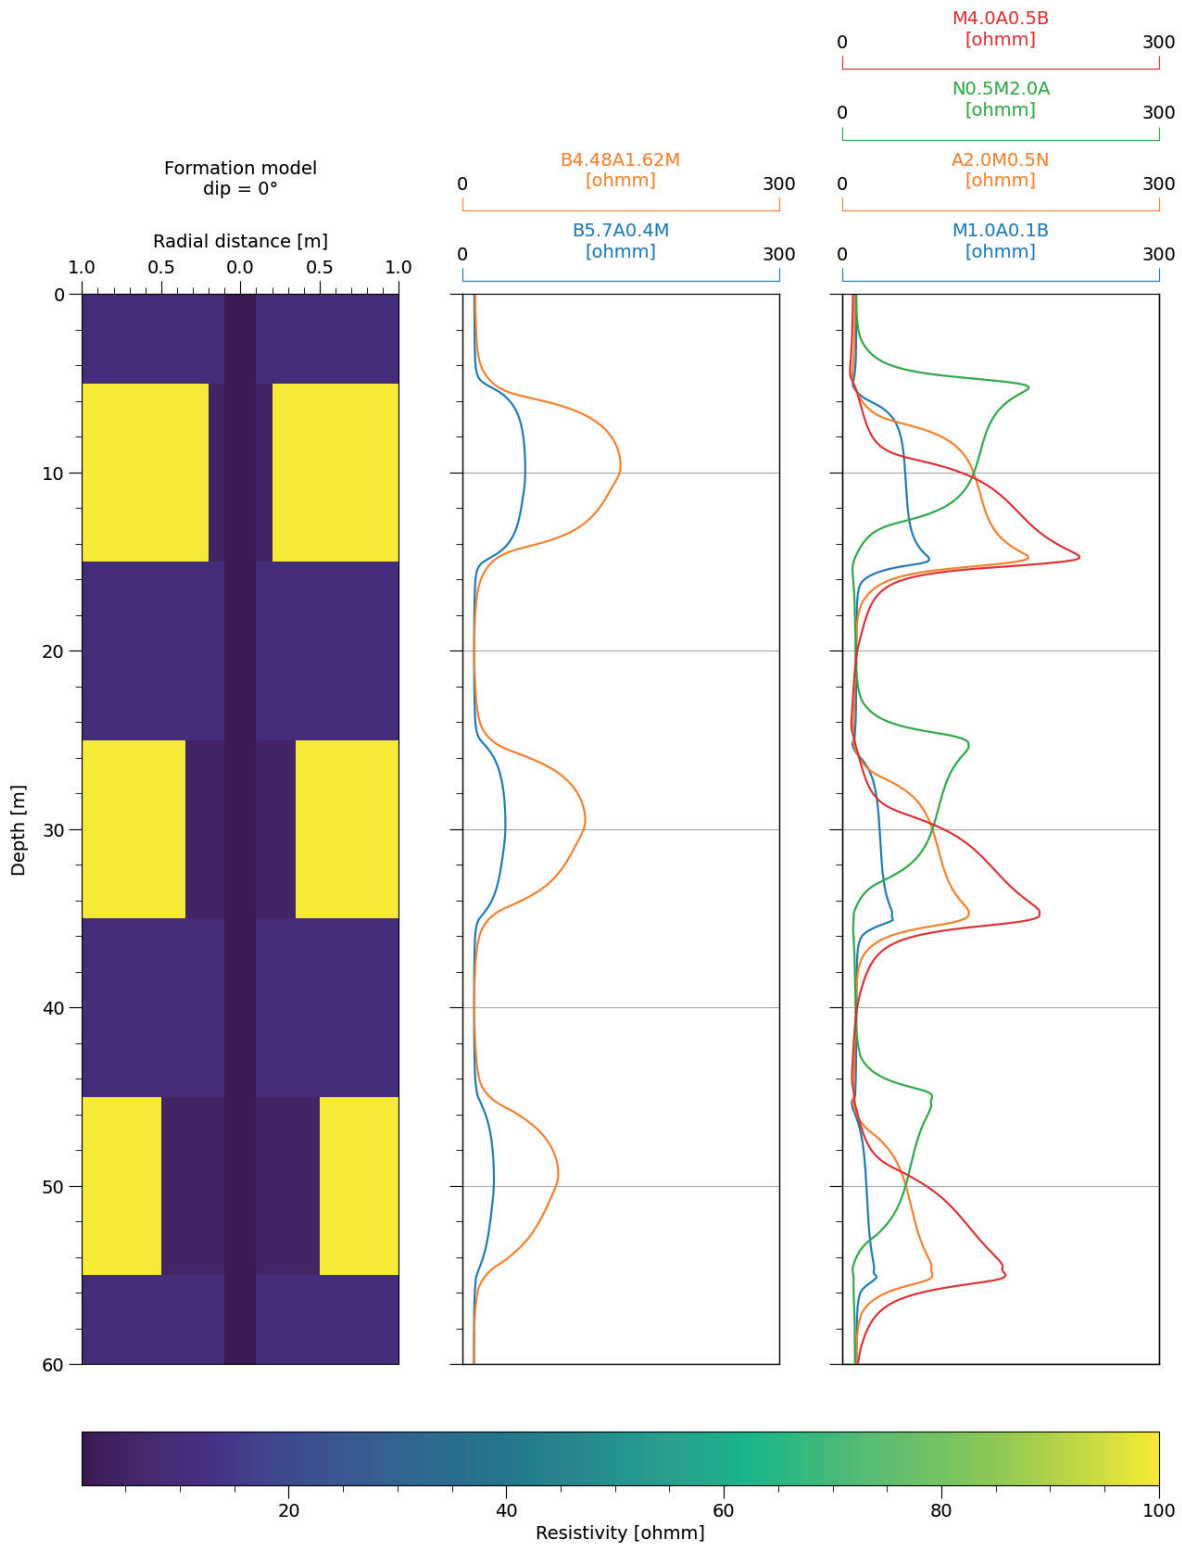 M4.0A0.5B
0 [ohmm] 300
N0.5M2.0A
0 [ohmm] 300
Formation model
dip = 0°
B4.48A1.62M
0 [ohmm] 300
A2.0M0.5N
0 [ohmm] 300
Radial distance [m]
1.0 0.5 0.0 0.5 1.0
B5.7A0.4M
0 [ohmm] 300
M1.0A0.1B
0 [ohmm] 300
Depth [m]
0
10
20
30
40
50
60
20 40 60 80 100
Resistivity [ohmm]